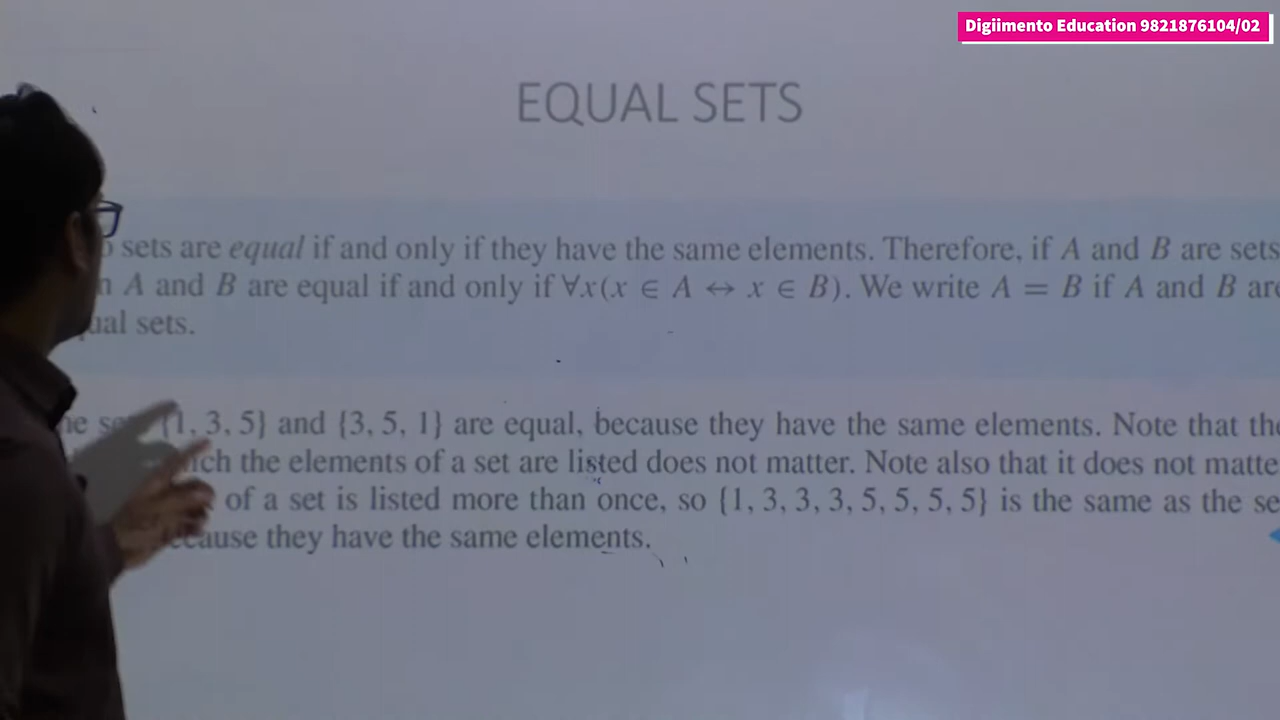 Digiimento Education 9821876104/02
EQUAL SETS
sets are equal if and only if they have the same elements. Therefore, if A and B are sets
A and B are equal if and only if ∀x(x ∈ A ↔ x ∈ B). We write A = B if A and B are
sets.
{1, 3, 5} and {3, 5, 1} are equal, because they have the same elements. Note that the
the elements of a set are listed does not matter. Note also that it does not matte
of a set is listed more than once, so {1, 3, 3, 3, 5, 5, 5, 5} is the same as the se
because they have the same elements.